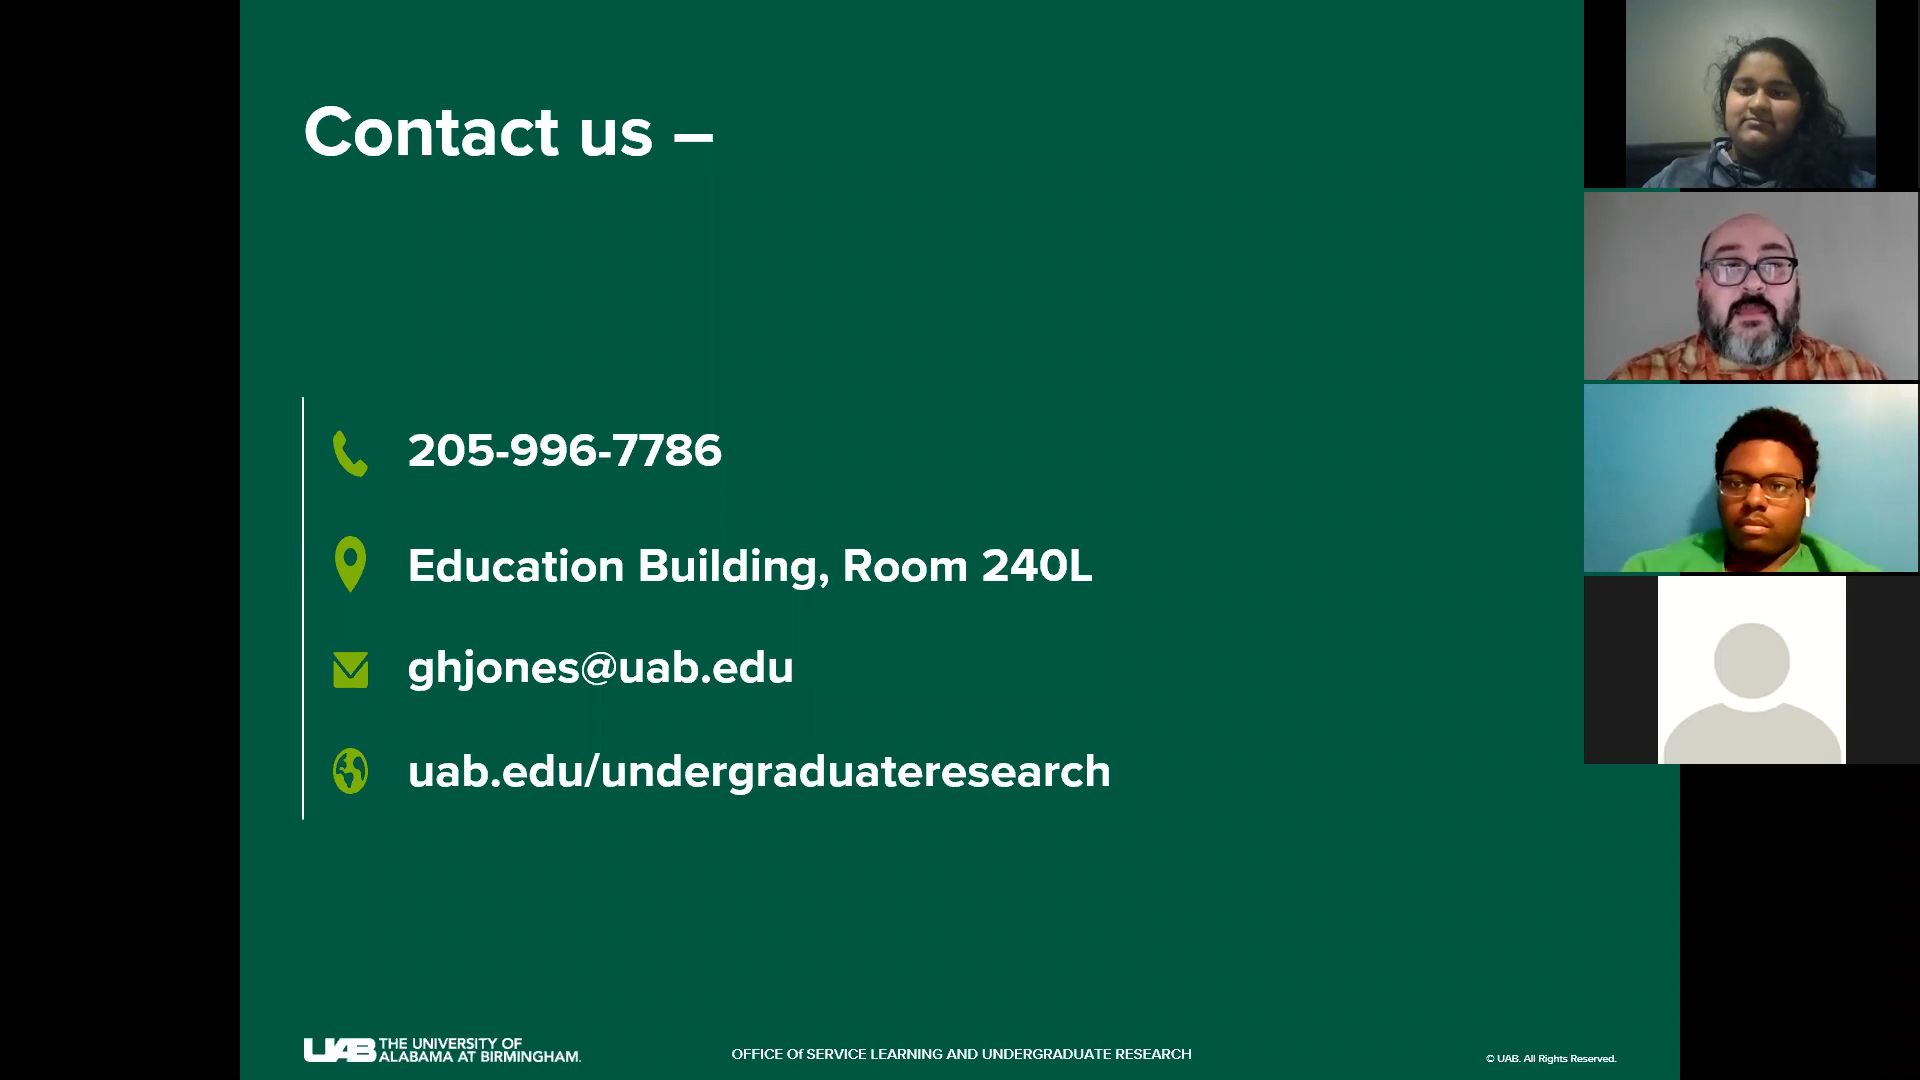 Contact us –
205-996-7786
Education Building, Room 240L
ghjones@uab.edu
uab.edu/undergraduateresearch
UAB THE UNIVERSITY OF
ALABAMA AT BIRMINGHAM.
OFFICE Of SERVICE LEARNING AND UNDERGRADUATE RESEARCH
© UAB. All Rights Reserved.